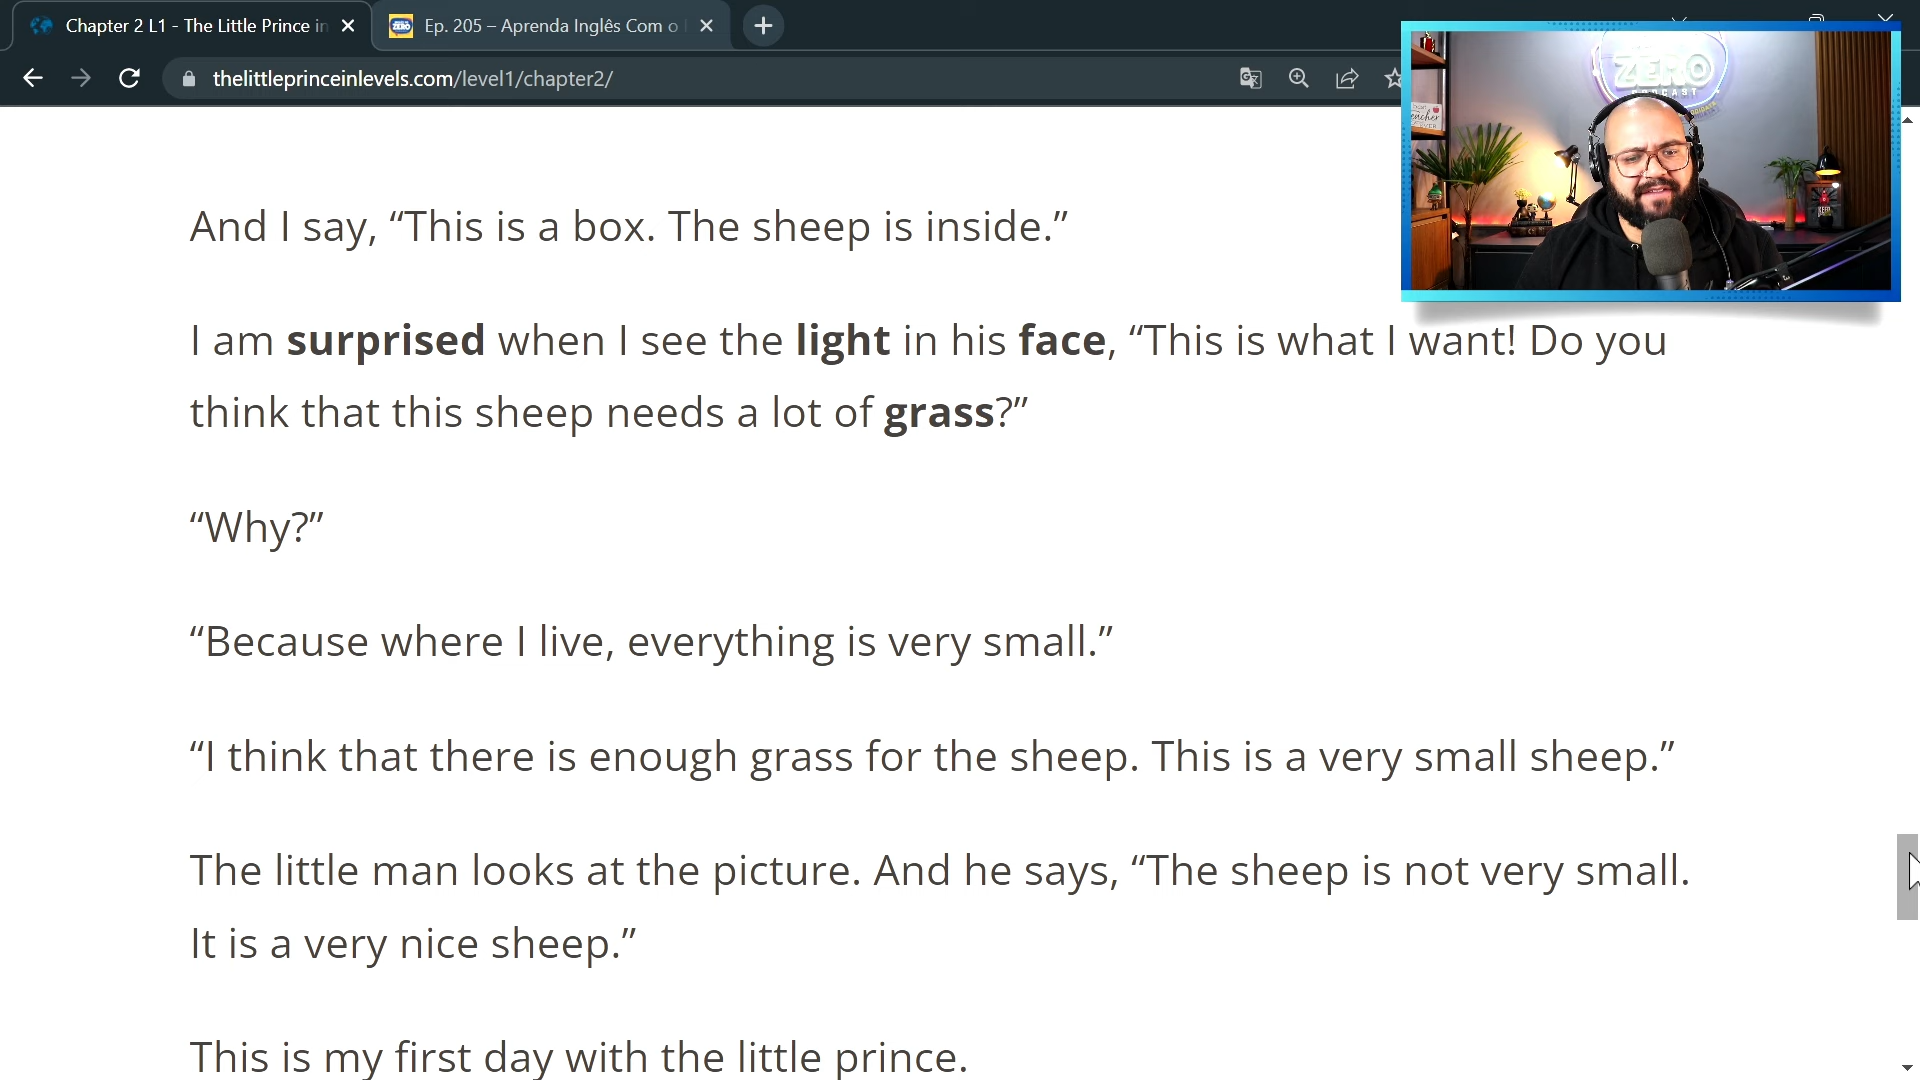 Chapter 2 L1 - The Little Prince in
Ep. 205 – Aprenda Inglês Com o
thelittleprinceinlevels.com/level1/chapter2/
ZERO
PODCAST
And I say, “This is a box. The sheep is inside.”
I am surprised when I see the light in his face, “This is what I want! Do you
think that this sheep needs a lot of grass?”
“Why?”
“Because where I live, everything is very small.”
“I think that there is enough grass for the sheep. This is a very small sheep.”
The little man looks at the picture. And he says, “The sheep is not very small.
It is a very nice sheep.”
This is my first day with the little prince.